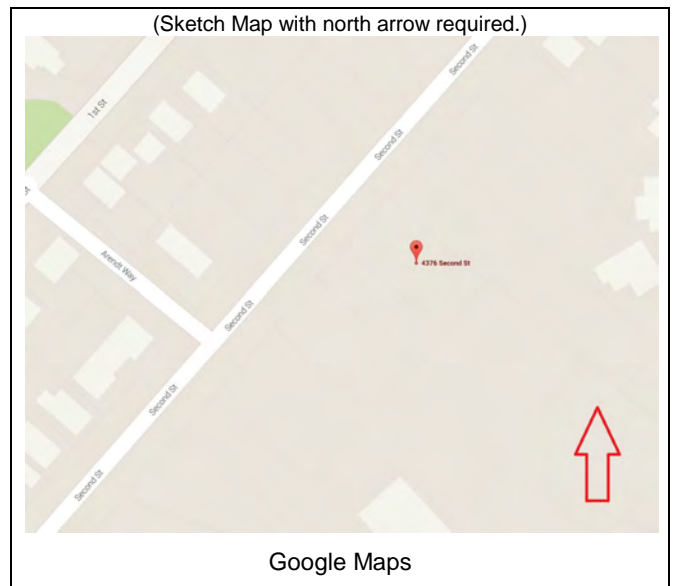 (Sketch Map with north arrow required.)
Second St
1st St
Second St
Second St
Arendt Way
4376 Second St
Second St
Second St
Second St
Google Maps